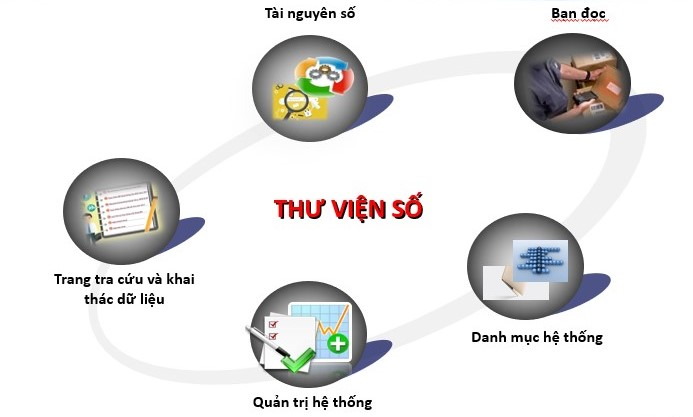 Tài nguyên số
Bạn đọc
THƯ VIỆN SỐ
Trang tra cứu và khai
thác dữ liệu
Danh mục hệ thống
Quản trị hệ thống